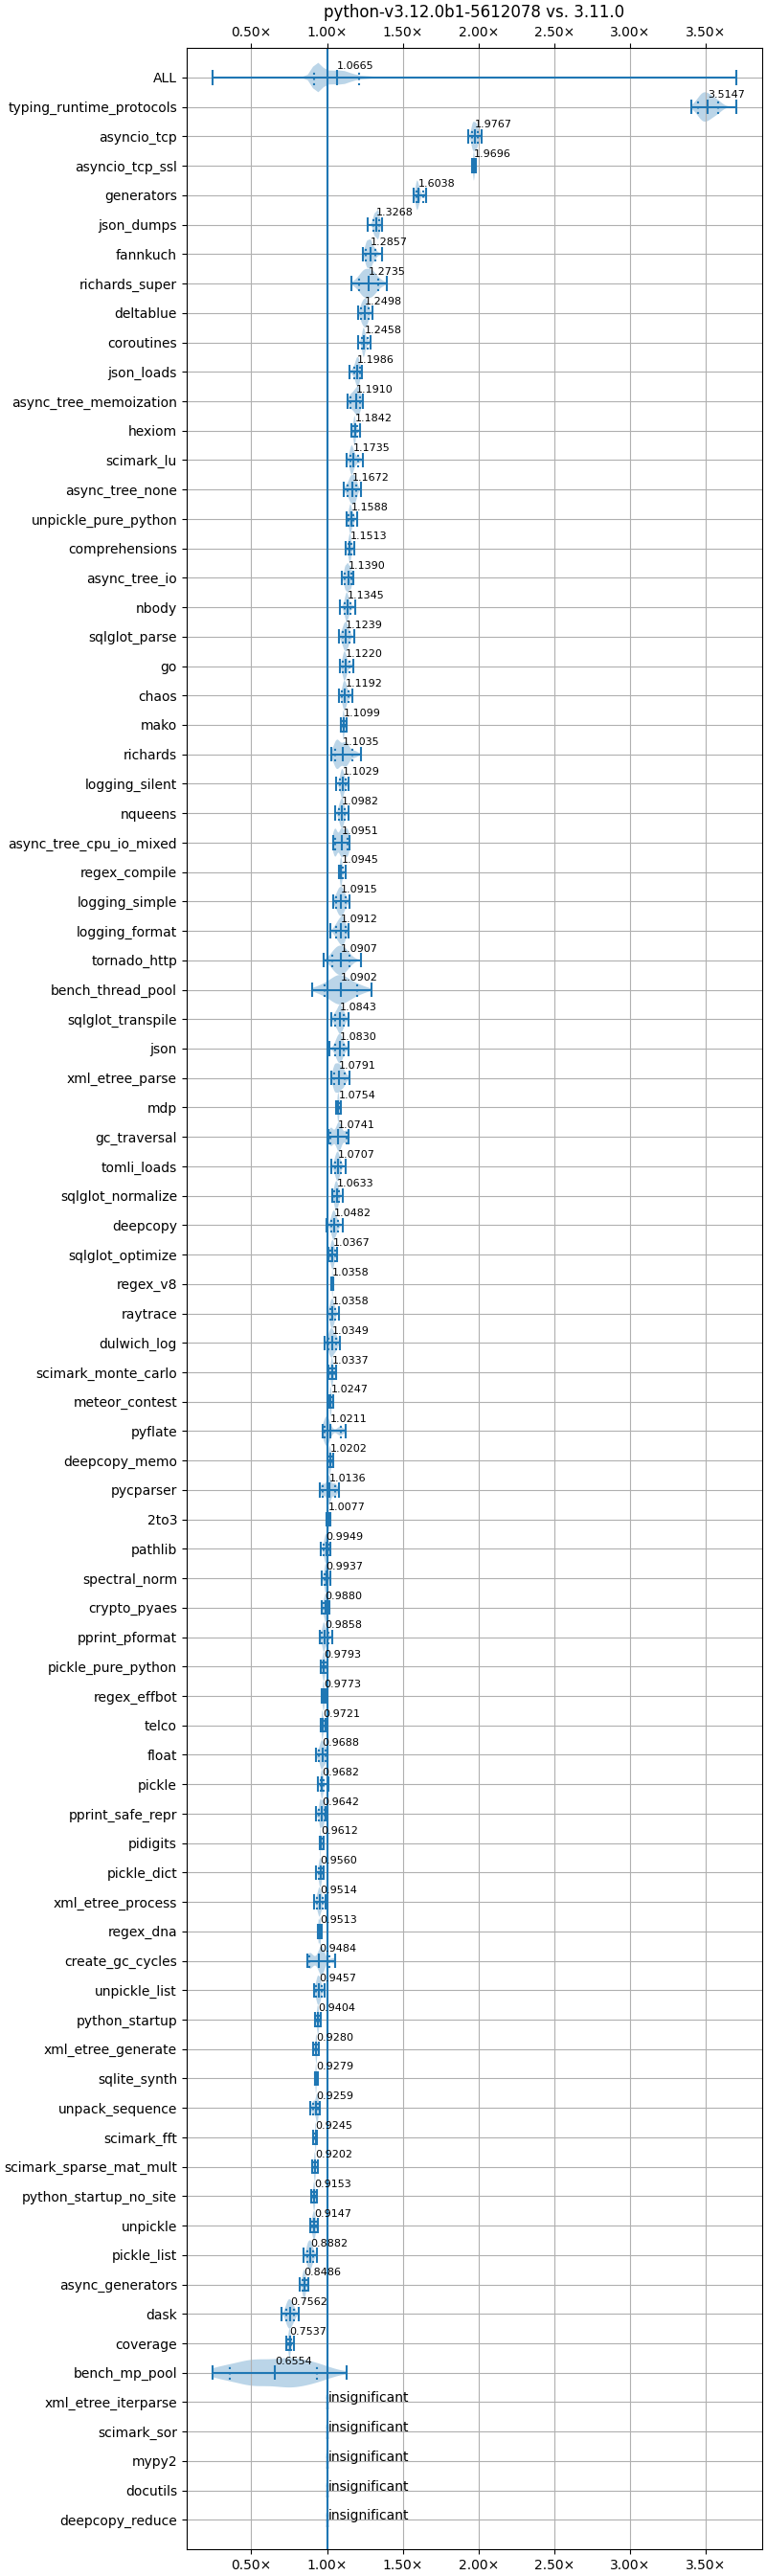 python-v3.12.0b1-5612078 vs. 3.11.0
0.50× 1.00× 1.50× 2.00× 2.50× 3.00× 3.50×
ALL 1.0665
typing_runtime_protocols 3.5147
asyncio_tcp 1.9767
asyncio_tcp_ssl 1.9696
generators 1.6038
json_dumps 1.3268
fannkuch 1.2857
richards_super 1.2735
deltablue 1.2498
coroutines 1.2458
json_loads 1.1986
async_tree_memoization 1.1910
hexiom 1.1842
scimark_lu 1.1735
async_tree_none 1.1672
unpickle_pure_python 1.1588
comprehensions 1.1513
async_tree_io 1.1390
nbody 1.1345
sqlglot_parse 1.1239
go 1.1220
chaos 1.1192
mako 1.1099
richards 1.1035
logging_silent 1.1029
nqueens 1.0982
async_tree_cpu_io_mixed 1.0951
regex_compile 1.0945
logging_simple 1.0915
logging_format 1.0912
tornado_http 1.0907
bench_thread_pool 1.0902
sqlglot_transpile 1.0843
json 1.0830
xml_etree_parse 1.0791
mdp 1.0754
gc_traversal 1.0741
tomli_loads 1.0707
sqlglot_normalize 1.0633
deepcopy 1.0482
sqlglot_optimize 1.0367
regex_v8 1.0358
raytrace 1.0358
dulwich_log 1.0349
scimark_monte_carlo 1.0337
meteor_contest 1.0247
pyflate 1.0211
deepcopy_memo 1.0202
pycparser 1.0136
2to3 1.0077
pathlib 0.9949
spectral_norm 0.9937
crypto_pyaes 0.9880
pprint_pformat 0.9858
pickle_pure_python 0.9793
regex_effbot 0.9773
telco 0.9721
float 0.9688
pickle 0.9682
pprint_safe_repr 0.9642
pidigits 0.9612
pickle_dict 0.9560
xml_etree_process 0.9514
regex_dna 0.9513
create_gc_cycles 0.9484
unpickle_list 0.9457
python_startup 0.9404
xml_etree_generate 0.9280
sqlite_synth 0.9279
unpack_sequence 0.9259
scimark_fft 0.9245
scimark_sparse_mat_mult 0.9202
python_startup_no_site 0.9153
unpickle 0.9147
pickle_list 0.8882
async_generators 0.8486
dask 0.7562
coverage 0.7537
bench_mp_pool 0.6554
xml_etree_iterparse insignificant
scimark_sor insignificant
mypy2 insignificant
docutils insignificant
deepcopy_reduce insignificant
0.50× 1.00× 1.50× 2.00× 2.50× 3.00× 3.50×